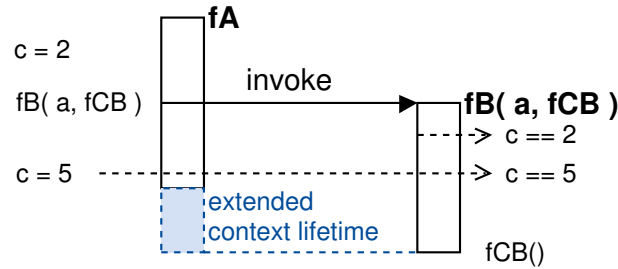 fA
c = 2
invoke
fB( a, fCB )
fB( a, fCB )
c == 2
c = 5
c == 5
extended
context lifetime
fCB()